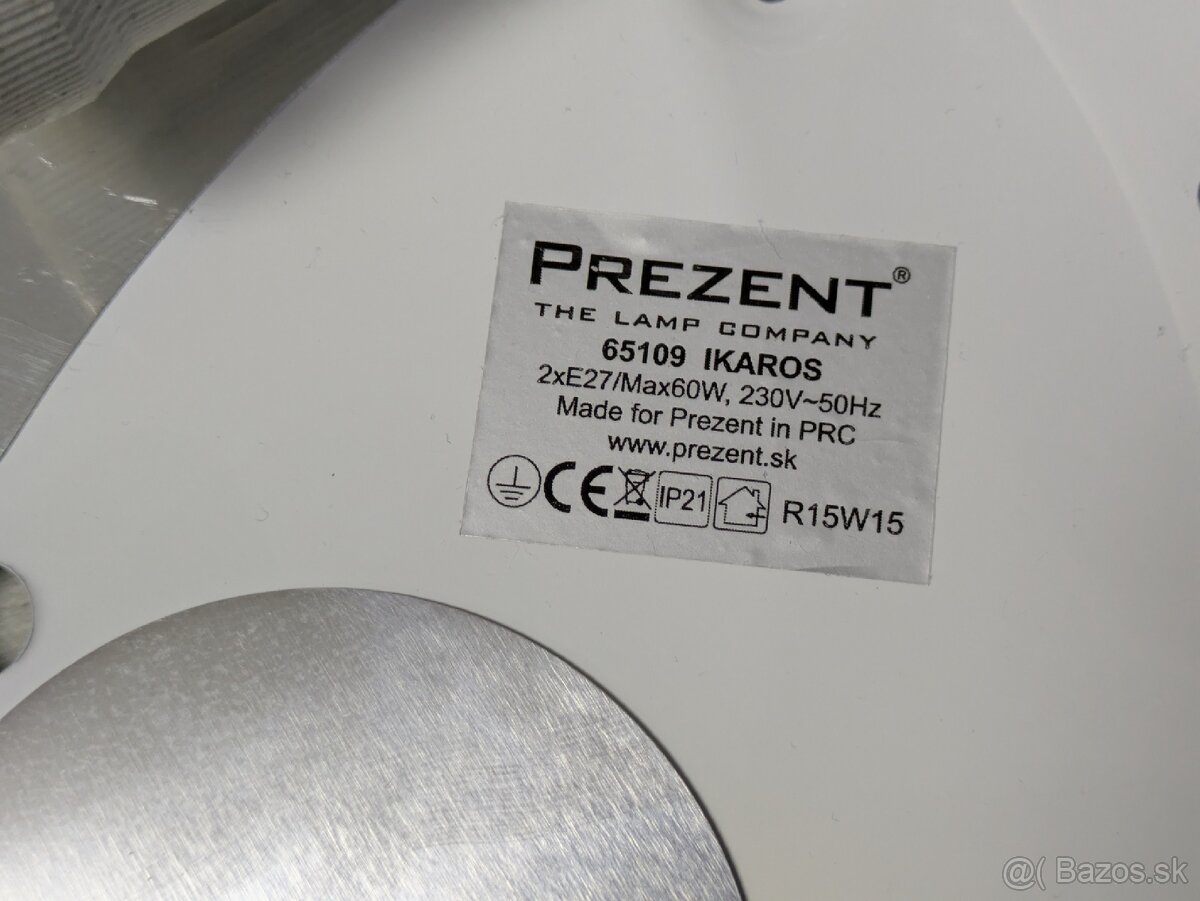 PREZENT®
THE LAMP COMPANY
65109 IKAROS
2xE27/Max60W, 230V~50Hz
Made for Prezent in PRC
www.prezent.sk
CE IP21 R15W15
@( Bazos.sk